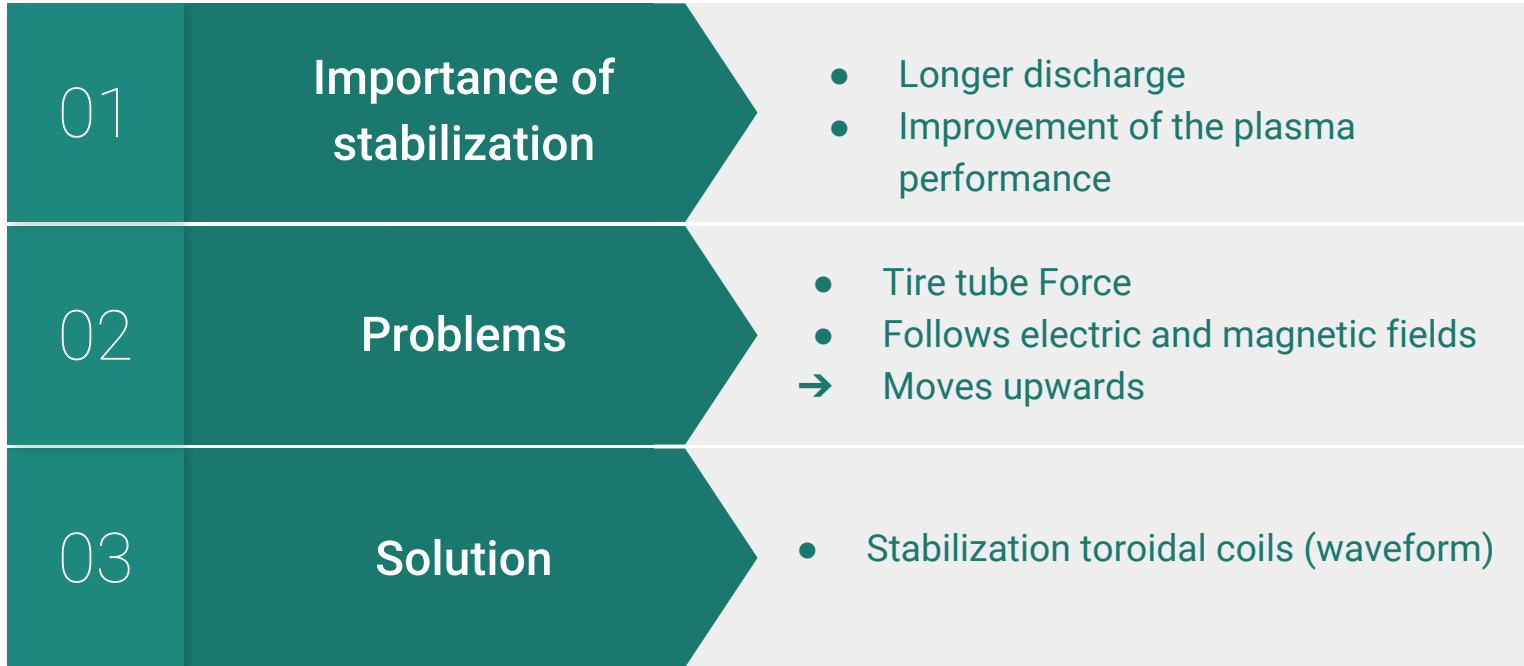 01
Importance of
stabilization
● Longer discharge
● Improvement of the plasma
performance
02
Problems
● Tire tube Force
● Follows electric and magnetic fields
➔ Moves upwards
03
Solution
● Stabilization toroidal coils (waveform)